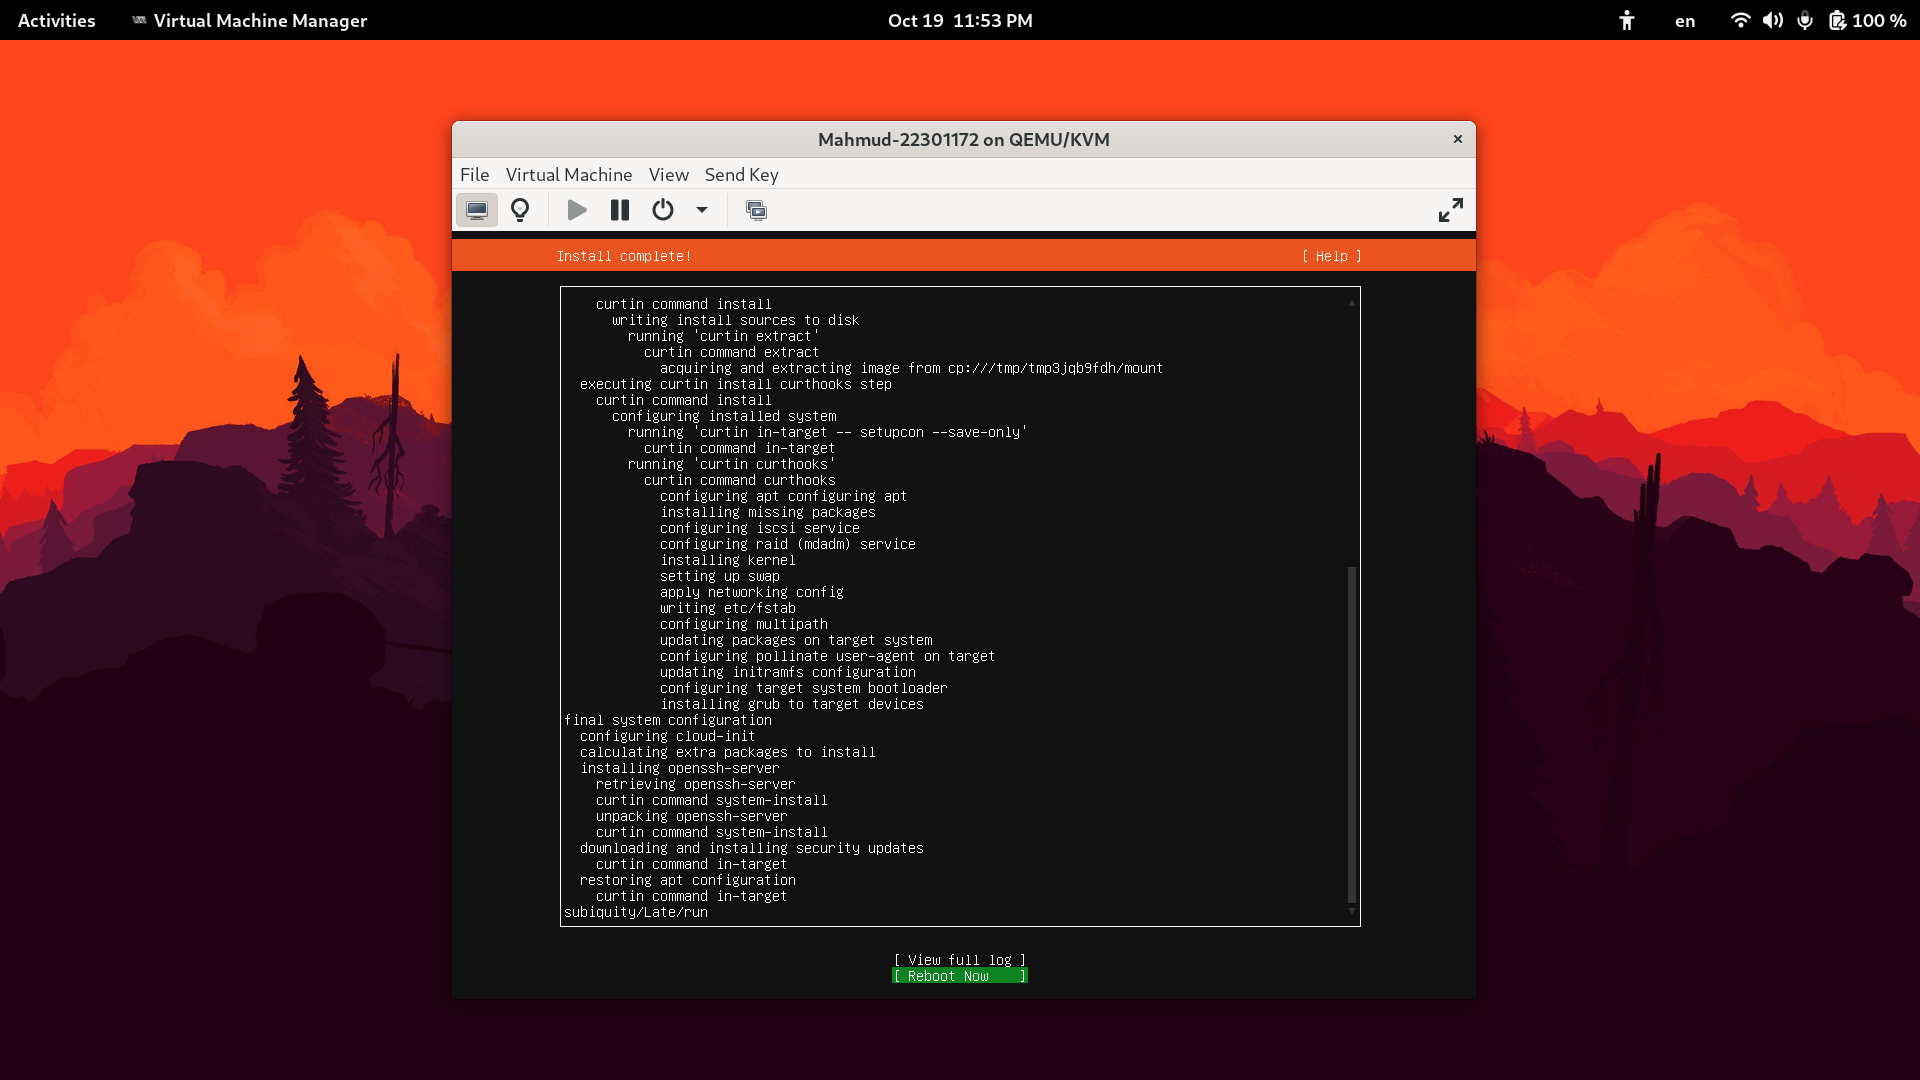 Activities Virtual Machine Manager Oct 19 11:53 PM en 100 %
Mahmud-22301172 on QEMU/KVM ×
File Virtual Machine View Send Key
Install complete! [ Help ]
curtin command install
writing install sources to disk
running 'curtin extract'
curtin command extract
acquiring and extracting image from cp:///tmp/tmp3jqb9fdh/mount
executing curtin install curthooks step
curtin command install
configuring installed system
running 'curtin in-target -- setupcon --save-only'
curtin command in-target
running 'curtin curthooks'
curtin command curthooks
configuring apt configuring apt
installing missing packages
configuring iscsi service
configuring raid (mdadm) service
installing kernel
setting up swap
apply networking config
writing etc/fstab
configuring multipath
updating packages on target system
configuring pollinate user-agent on target
updating initramfs configuration
configuring target system bootloader
installing grub to target devices
final system configuration
configuring cloud-init
calculating extra packages to install
installing openssh-server
retrieving openssh-server
curtin command system-install
unpacking openssh-server
curtin command system-install
downloading and installing security updates
curtin command in-target
restoring apt configuration
curtin command in-target
subiquity/Late/run
[ View full log ]
[ Reboot Now ]